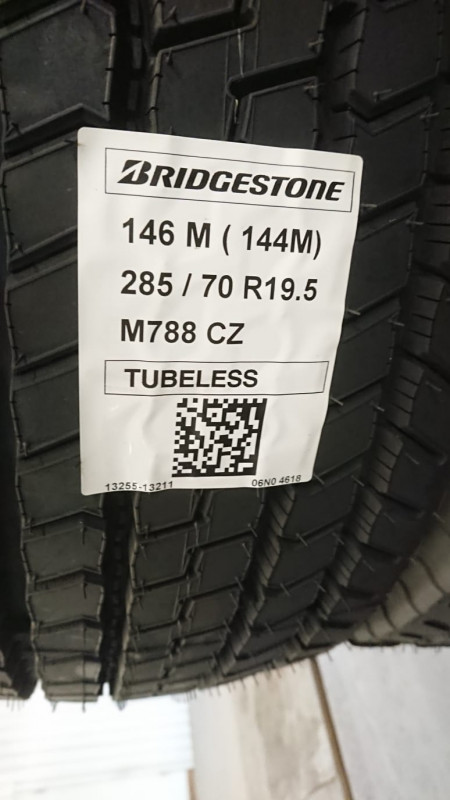 BRIDGESTONE
146 M ( 144M)
285 / 70 R19.5
M788 CZ
TUBELESS
13255-13211 06N0 4618